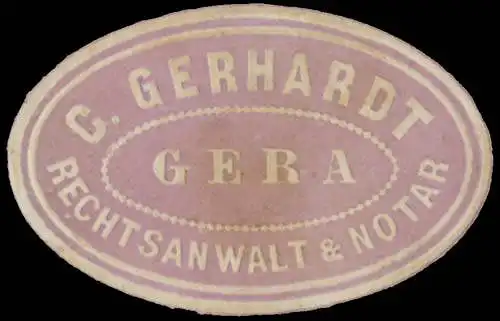 C. GERHARDT
GERA
RECHTSANWALT & NOTAR